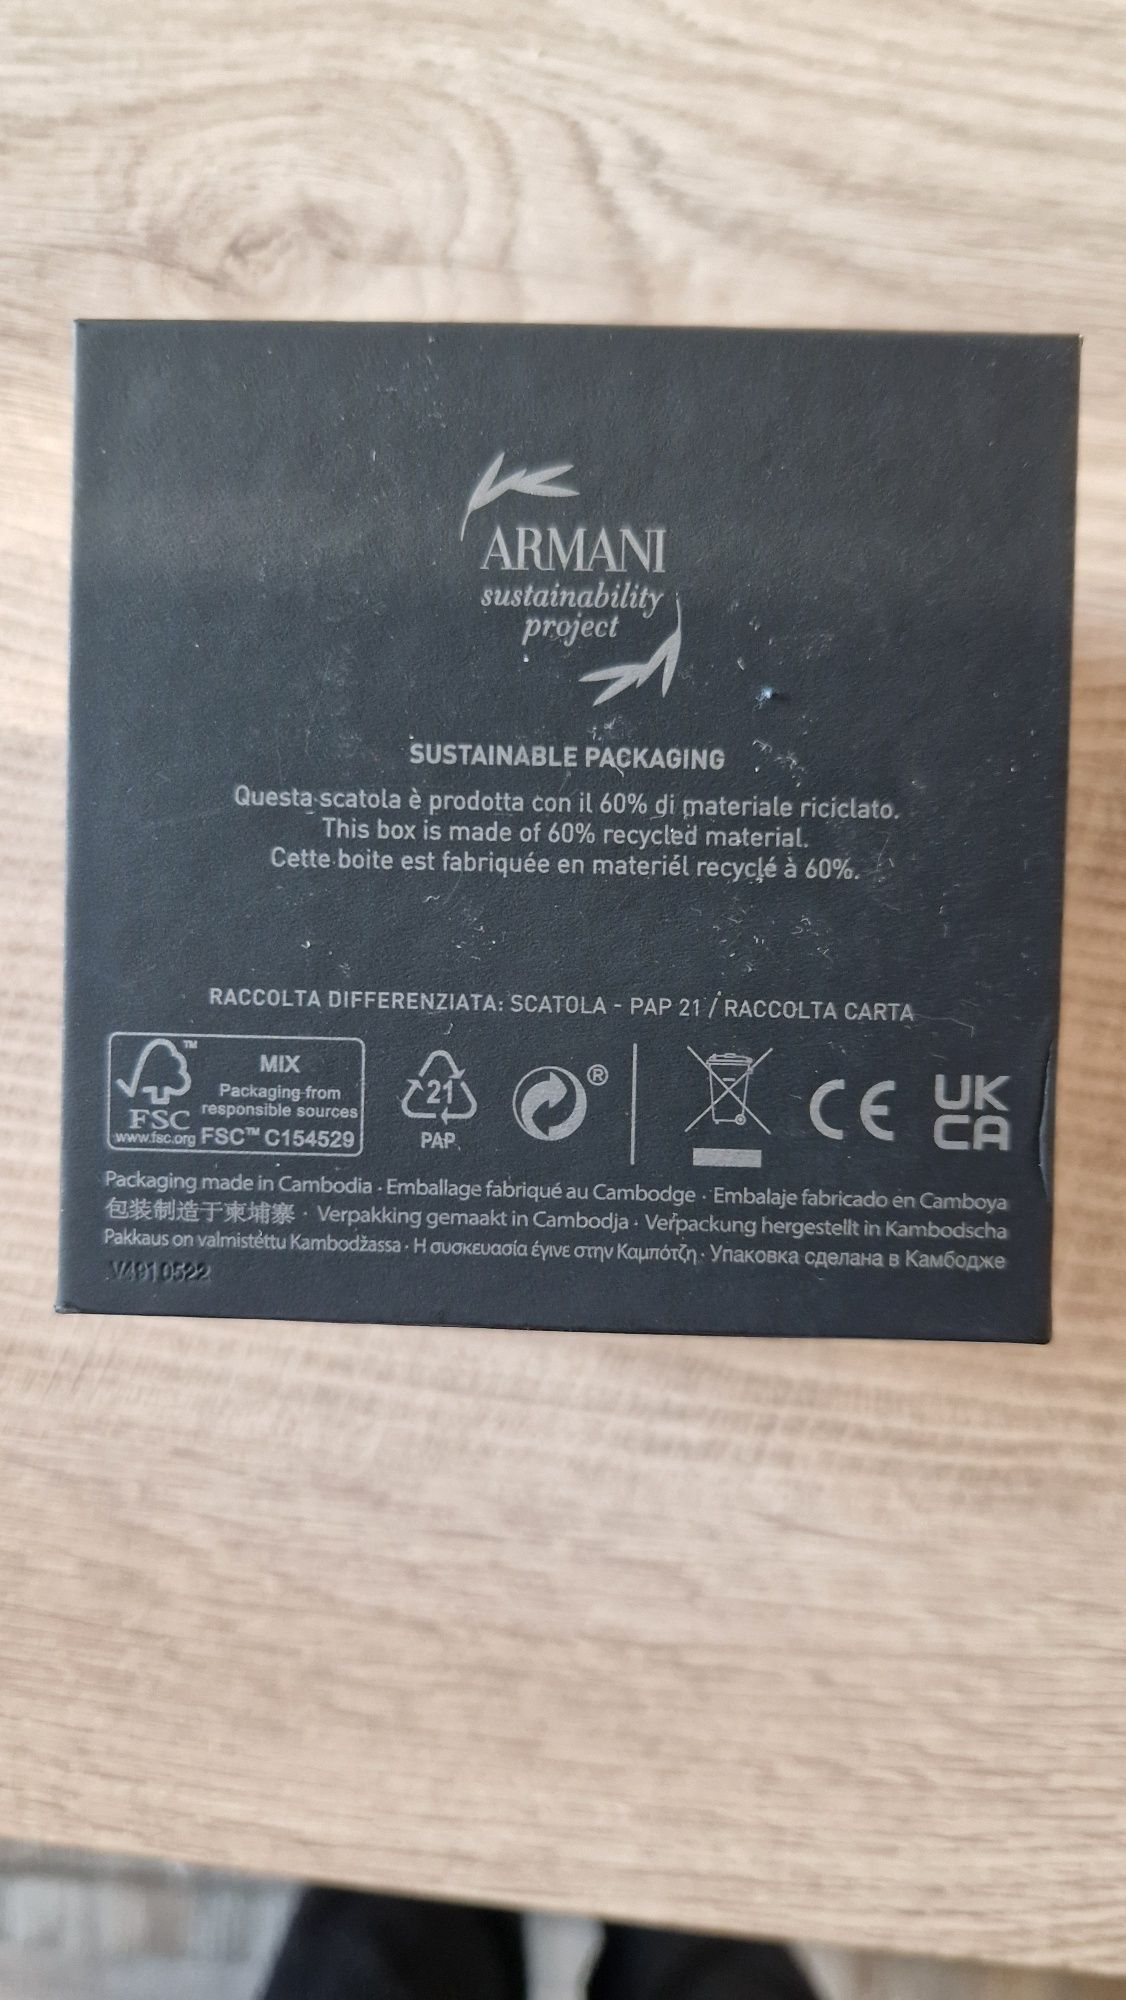 ARMANI
sustainability
project
SUSTAINABLE PACKAGING
Questa scatola è prodotta con il 60% di materiale riciclato.
This box is made of 60% recycled material.
Cette boite est fabriquée en materiél recyclé à 60%.
RACCOLTA DIFFERENZIATA: SCATOLA - PAP 21 / RACCOLTA CARTA
TM
MIX
Packaging from
responsible sources
FSC
www.fsc.org FSC™ C154529
21
PAP
®
CE
UK
CA
Packaging made in Cambodia · Emballage fabriqué au Cambodge · Embalaje fabricado en Camboya
包装制造于柬埔寨 · Verpakking gemaakt in Cambodja · Verpackung hergestellt in Kambodscha
Pakkaus on valmistettu Kambodžassa · Η συσκευασία έγινε στην Καμπότζη · Упаковка сделана в Камбодже
V491 0522